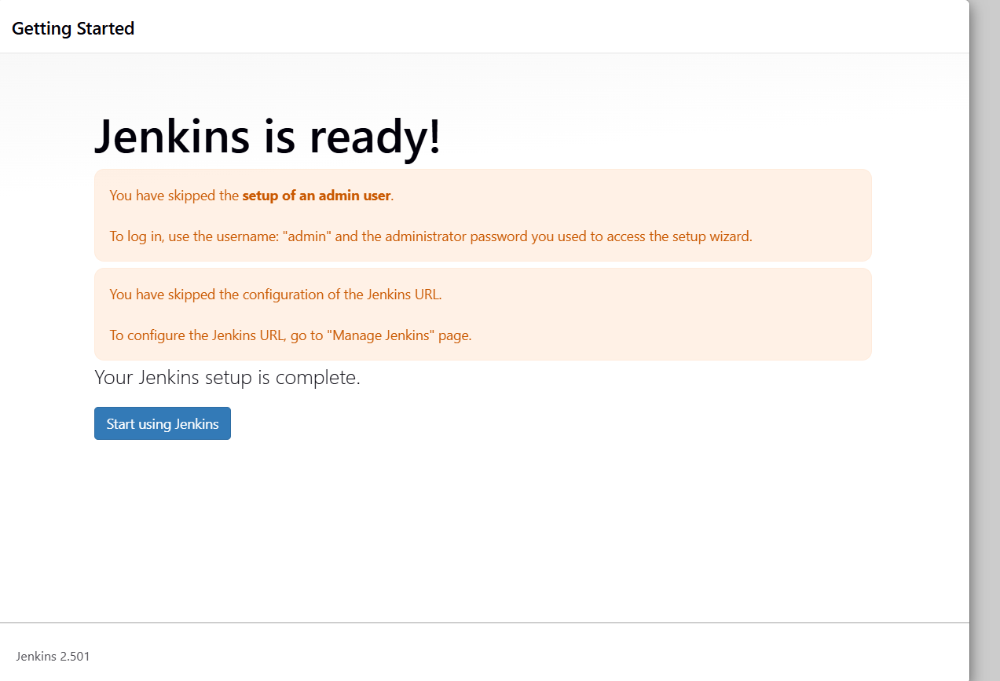 Getting Started
Jenkins is ready!
You have skipped the setup of an admin user.
To log in, use the username: "admin" and the administrator password you used to access the setup wizard.
You have skipped the configuration of the Jenkins URL.
To configure the Jenkins URL, go to "Manage Jenkins" page.
Your Jenkins setup is complete.
Start using Jenkins
Jenkins 2.501